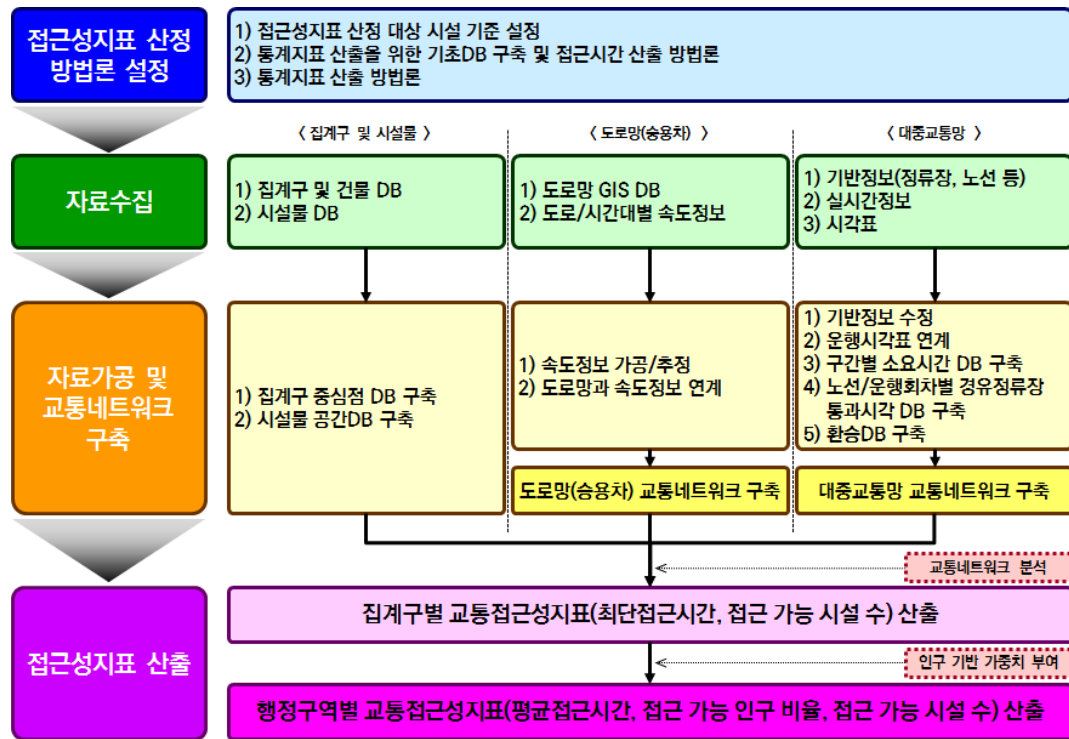 접근성지표 산정
방법론 설정
1) 접근성지표 산정 대상 시설 기준 설정
2) 통계지표 산출을 위한 기초DB 구축 및 접근시간 산출 방법론
3) 통계지표 산출 방법론
< 집계구 및 시설물 >
< 도로망(승용차) >
< 대중교통망 >
자료수집
1) 집계구 및 건물 DB
2) 시설물 DB
1) 도로망 GIS DB
2) 도로/시간대별 속도정보
1) 기반정보(정류장, 노선 등)
2) 실시간정보
3) 시각표
자료가공 및
교통네트워크
구축
1) 집계구 중심점 DB 구축
2) 시설물 공간DB 구축
1) 속도정보 가공/추정
2) 도로망과 속도정보 연계
1) 기반정보 수정
2) 운행시각표 연계
3) 구간별 소요시간 DB 구축
4) 노선/운행회차별 경유정류장
통과시각 DB 구축
5) 환승DB 구축
도로망(승용차) 교통네트워크 구축
대중교통망 교통네트워크 구축
교통네트워크 분석
접근성지표 산출
집계구별 교통접근성지표(최단접근시간, 접근 가능 시설 수) 산출
인구 기반 가중치 부여
행정구역별 교통접근성지표(평균접근시간, 접근 가능 인구 비율, 접근 가능 시설 수) 산출